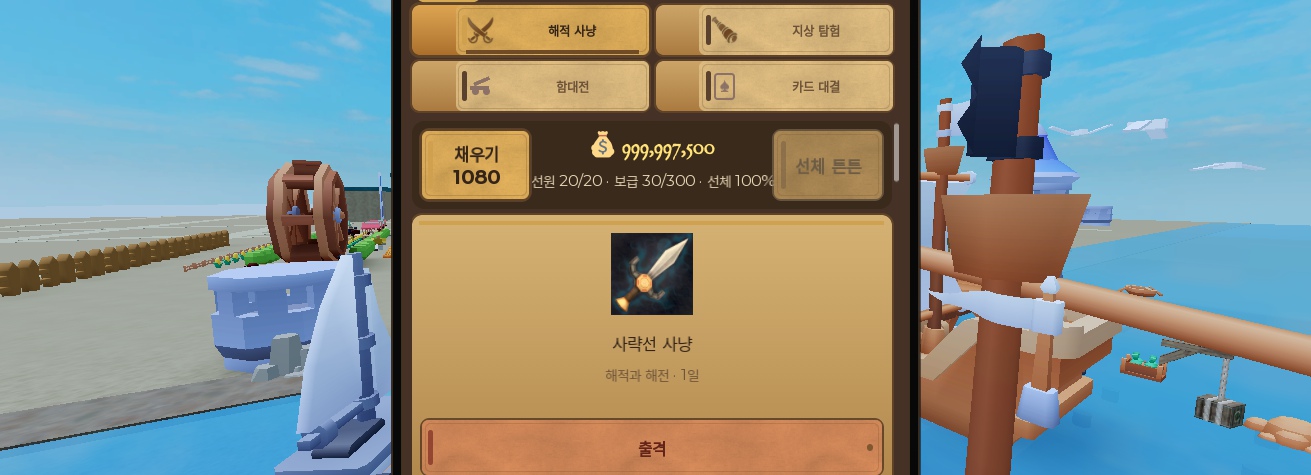 해적 사냥
지상 탐험
함대전
카드 대결
채우기
1080
999,997,500
선원 20/20 · 보급 30/300 · 선체 100%
선체 튼튼
사략선 사냥
해적과 해전 · 1일
출격